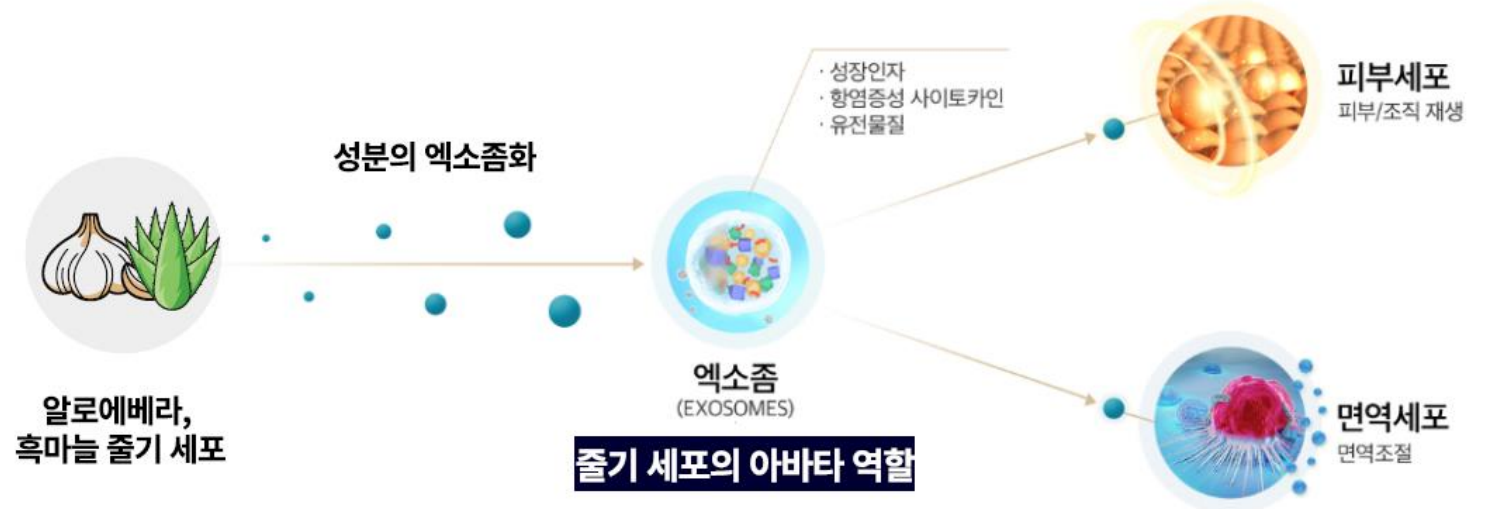 알로에베라,
흑마늘 줄기 세포
성분의 엑소좀화
· 성장인자
· 항염증성 사이토카인
· 유전물질
엑소좀
(EXOSOMES)
줄기 세포의 아바타 역할
피부세포
피부/조직 재생
면역세포
면역조절